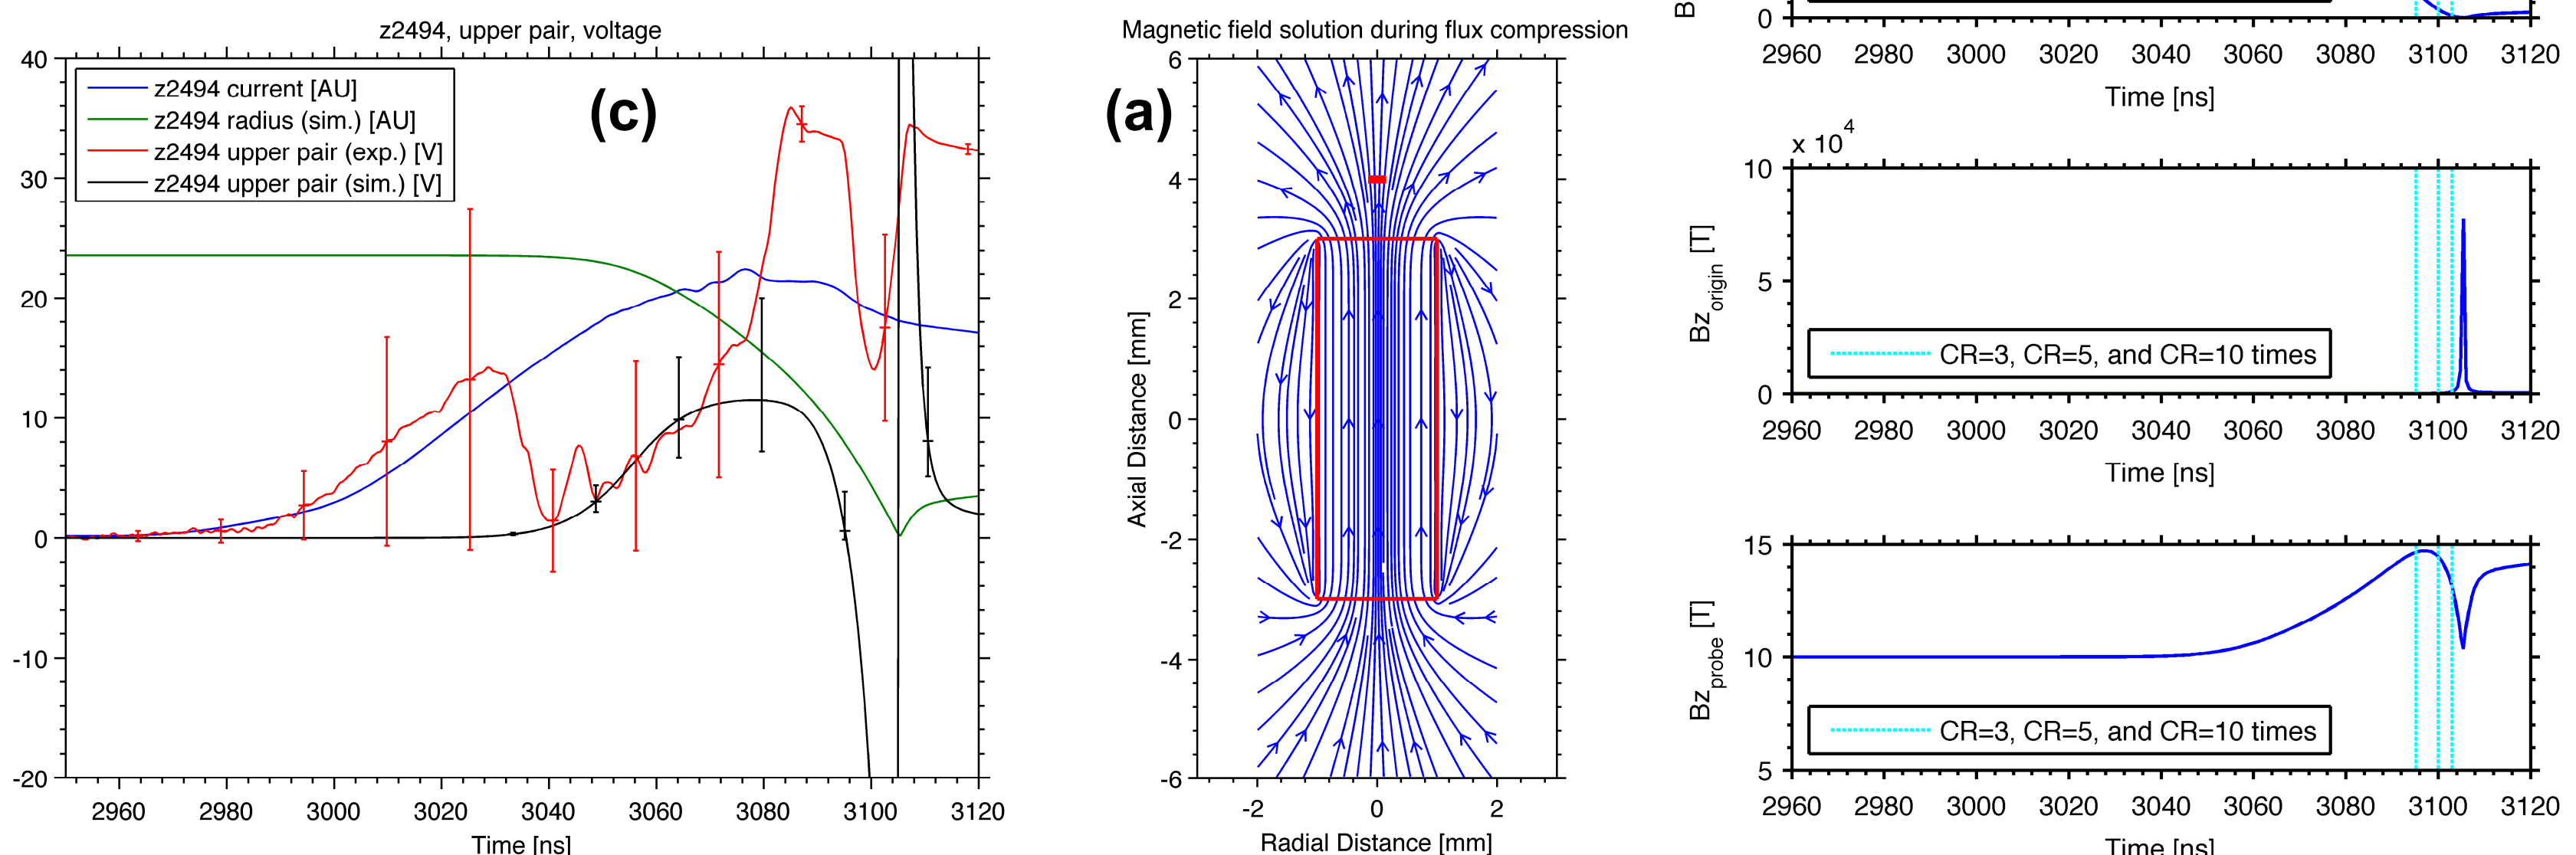 z2494, upper pair, voltage
40
30
20
10
0
-10
-20
z2494 current [AU]
z2494 radius (sim.) [AU]
z2494 upper pair (exp.) [V]
z2494 upper pair (sim.) [V]
(c)
2960 2980 3000 3020 3040 3060 3080 3100 3120
Time [ns]
(a)
Magnetic field solution during flux compression
6
4
2
0
-2
-4
-6
Axial Distance [mm]
-2 0 2
Radial Distance [mm]
B
0
2960 2980 3000 3020 3040 3060 3080 3100 3120
Time [ns]
x 10^4
10
5
0
Bz_origin [T]
CR=3, CR=5, and CR=10 times
2960 2980 3000 3020 3040 3060 3080 3100 3120
Time [ns]
15
10
5
Bz_probe [T]
CR=3, CR=5, and CR=10 times
2960 2980 3000 3020 3040 3060 3080 3100 3120
Time [ns]